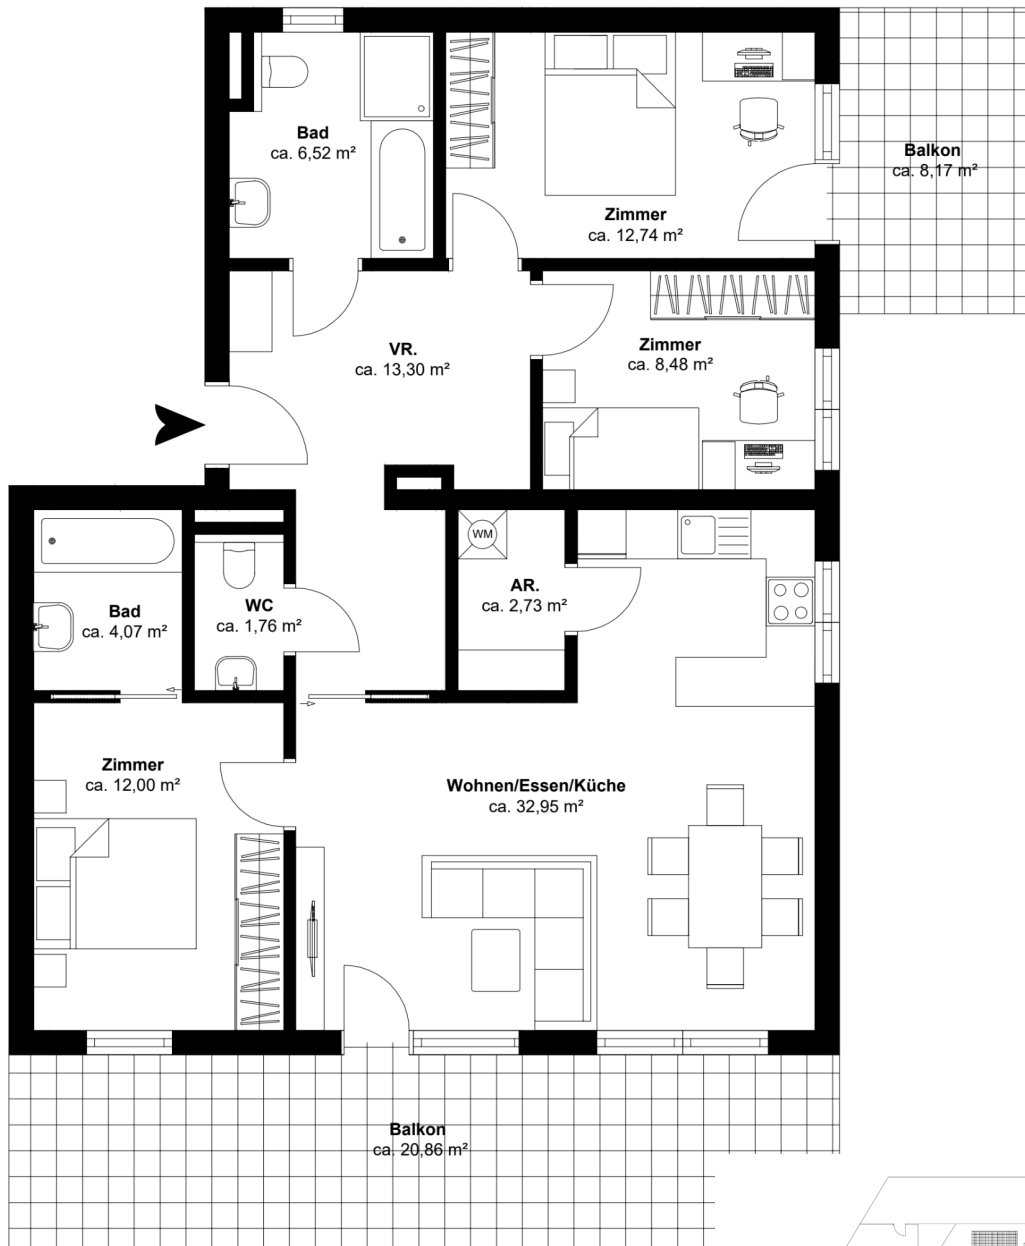 Bad
ca. 6,52 m²
Zimmer
ca. 12,74 m²
Balkon
ca. 8,17 m²
VR.
ca. 13,30 m²
Zimmer
ca. 8,48 m²
WM
Bad
ca. 4,07 m²
WC
ca. 1,76 m²
AR.
ca. 2,73 m²
Zimmer
ca. 12,00 m²
Wohnen/Essen/Küche
ca. 32,95 m²
Balkon
ca. 20,86 m²